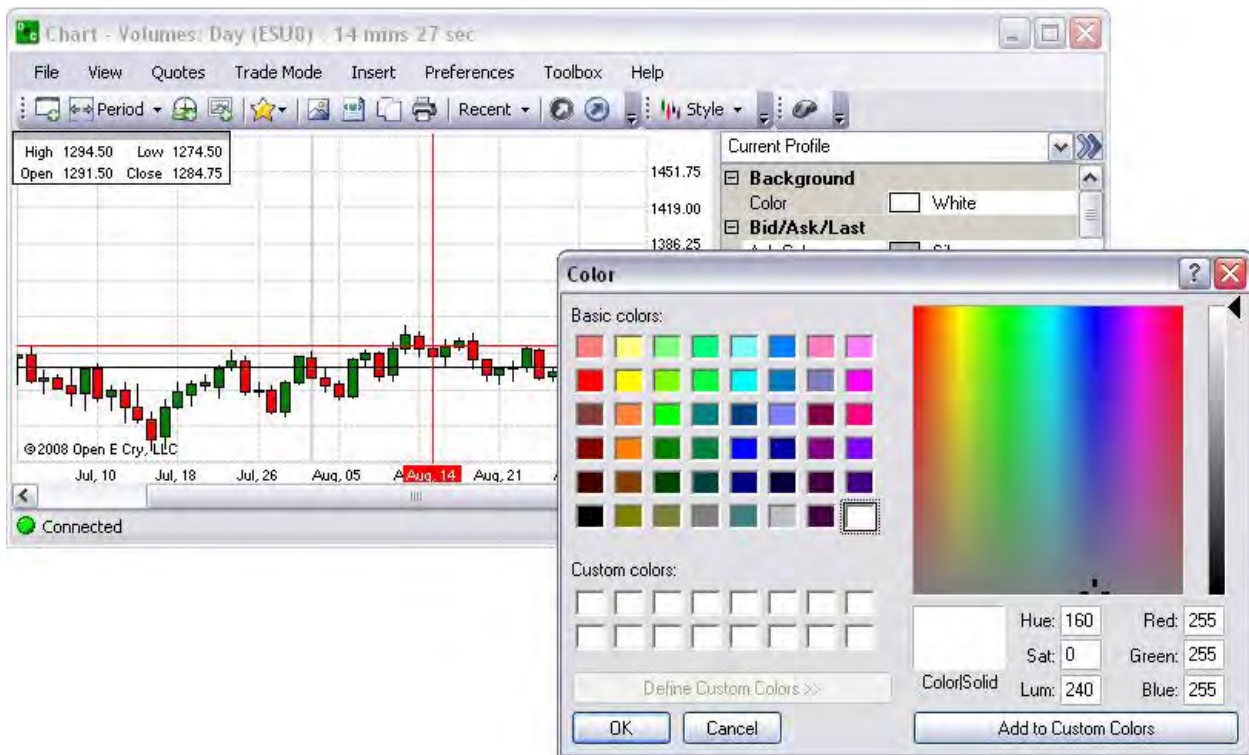 Chart - Volumes: Day (ESU8) . 14 mins 27 sec
File View Quotes Trade Mode Insert Preferences Toolbox Help
Period Recent Style
High 1294.50 Low 1274.50
Open 1291.50 Close 1284.75
Current Profile
Background
Color White
Bid/Ask/Last
1451.75
1419.00
1386.25
©2008 Open E Cry, LLC
Jul, 10 Jul, 18 Jul, 26 Aug, 05 Aug, 14 Aug, 21
Connected
Color
Basic colors:
Custom colors:
Define Custom Colors >>
OK Cancel
Color|Solid
Hue: 160 Red: 255
Sat: 0 Green: 255
Lum: 240 Blue: 255
Add to Custom Colors